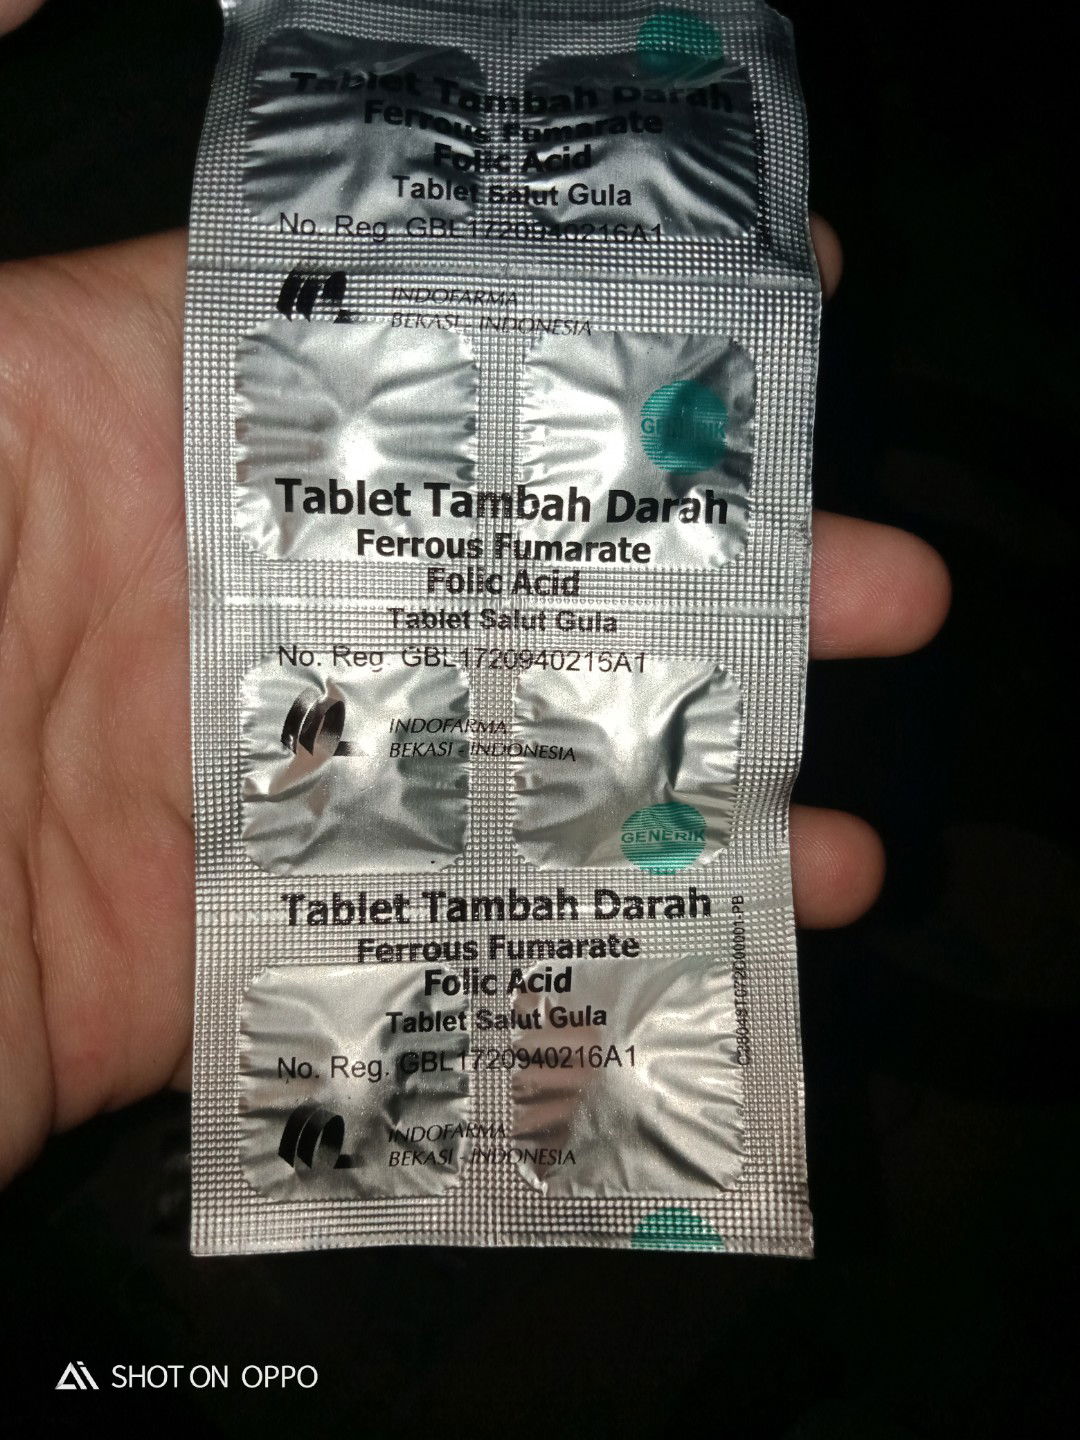 Tablet Tambah Darah
Ferrous Fumarate
Folic Acid
Tablet Salut Gula
No. Reg. GBL1720940216A1
INDOFARMA
BEKASI - INDONESIA
GENERIK
Tablet Tambah Darah
Ferrous Fumarate
Folic Acid
Tablet Salut Gula
No. Reg. GBL1720940216A1
INDOFARMA
BEKASI - INDONESIA
GENERIK
Tablet Tambah Darah
Ferrous Fumarate
Folic Acid
Tablet Salut Gula
No. Reg. GBL1720940216A1
INDOFARMA
BEKASI - INDONESIA
SHOT ON OPPO